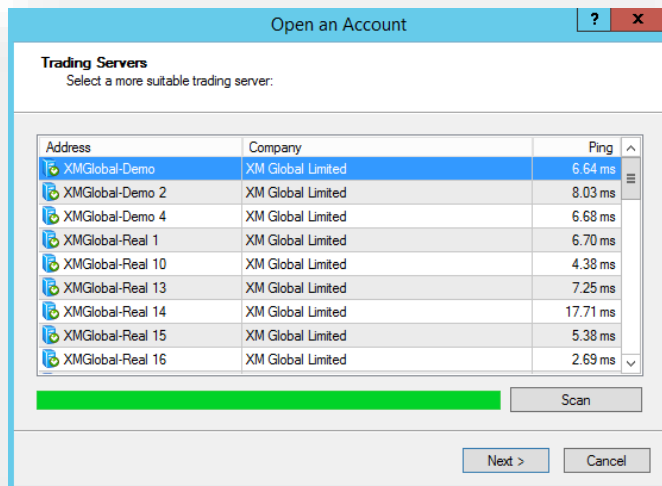 Open an Account
?
x
Trading Servers
Select a more suitable trading server:
Address Company Ping
XMGlobal-Demo XM Global Limited 6.64 ms
XMGlobal-Demo 2 XM Global Limited 8.03 ms
XMGlobal-Demo 4 XM Global Limited 6.68 ms
XMGlobal-Real 1 XM Global Limited 6.70 ms
XMGlobal-Real 10 XM Global Limited 4.38 ms
XMGlobal-Real 13 XM Global Limited 7.25 ms
XMGlobal-Real 14 XM Global Limited 17.71 ms
XMGlobal-Real 15 XM Global Limited 5.38 ms
XMGlobal-Real 16 XM Global Limited 2.69 ms
Scan
Next > Cancel